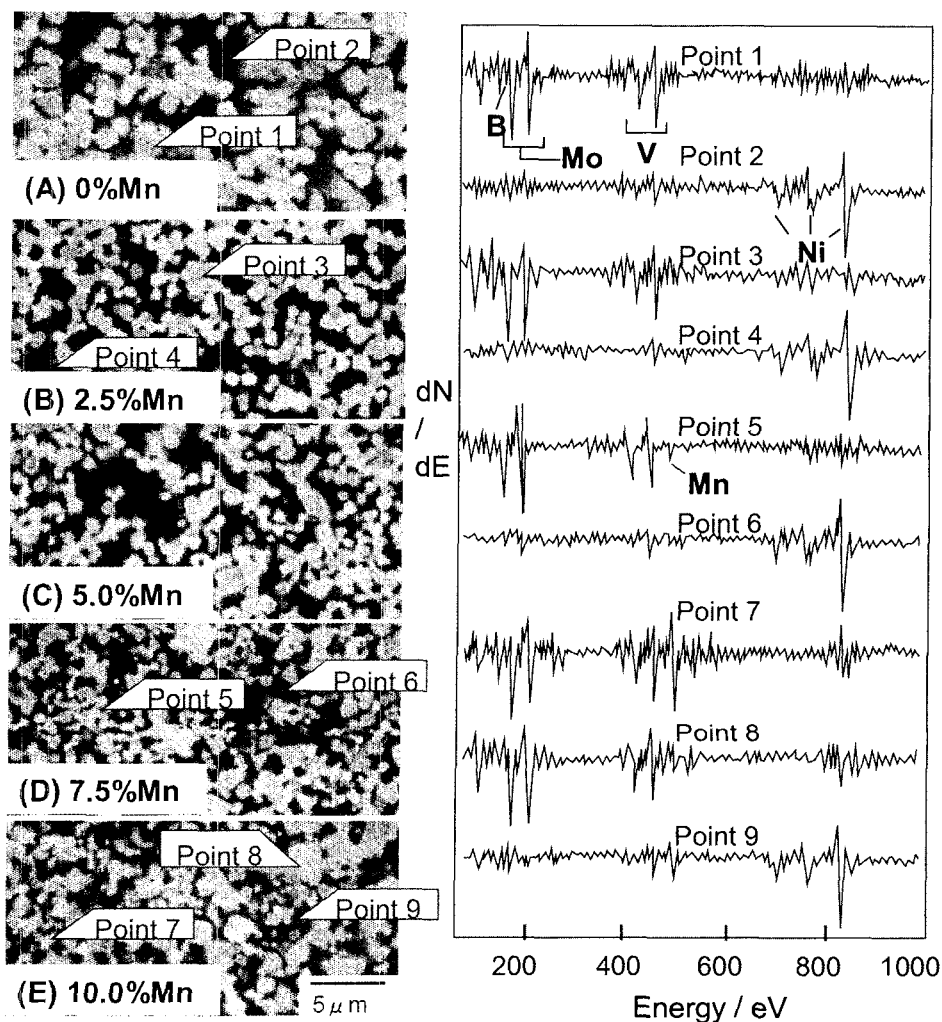 Point 2
Point 1
(A) 0%Mn
Point 3
Point 4
(B) 2.5%Mn
(C) 5.0%Mn
Point 5
Point 6
(D) 7.5%Mn
Point 8
Point 7
Point 9
(E) 10.0%Mn
5μm
dN
/
dE
Point 1
B
Mo
V
Point 2
Ni
Point 3
Point 4
Point 5
Mn
Point 6
Point 7
Point 8
Point 9
200 400 600 800 1000
Energy / eV